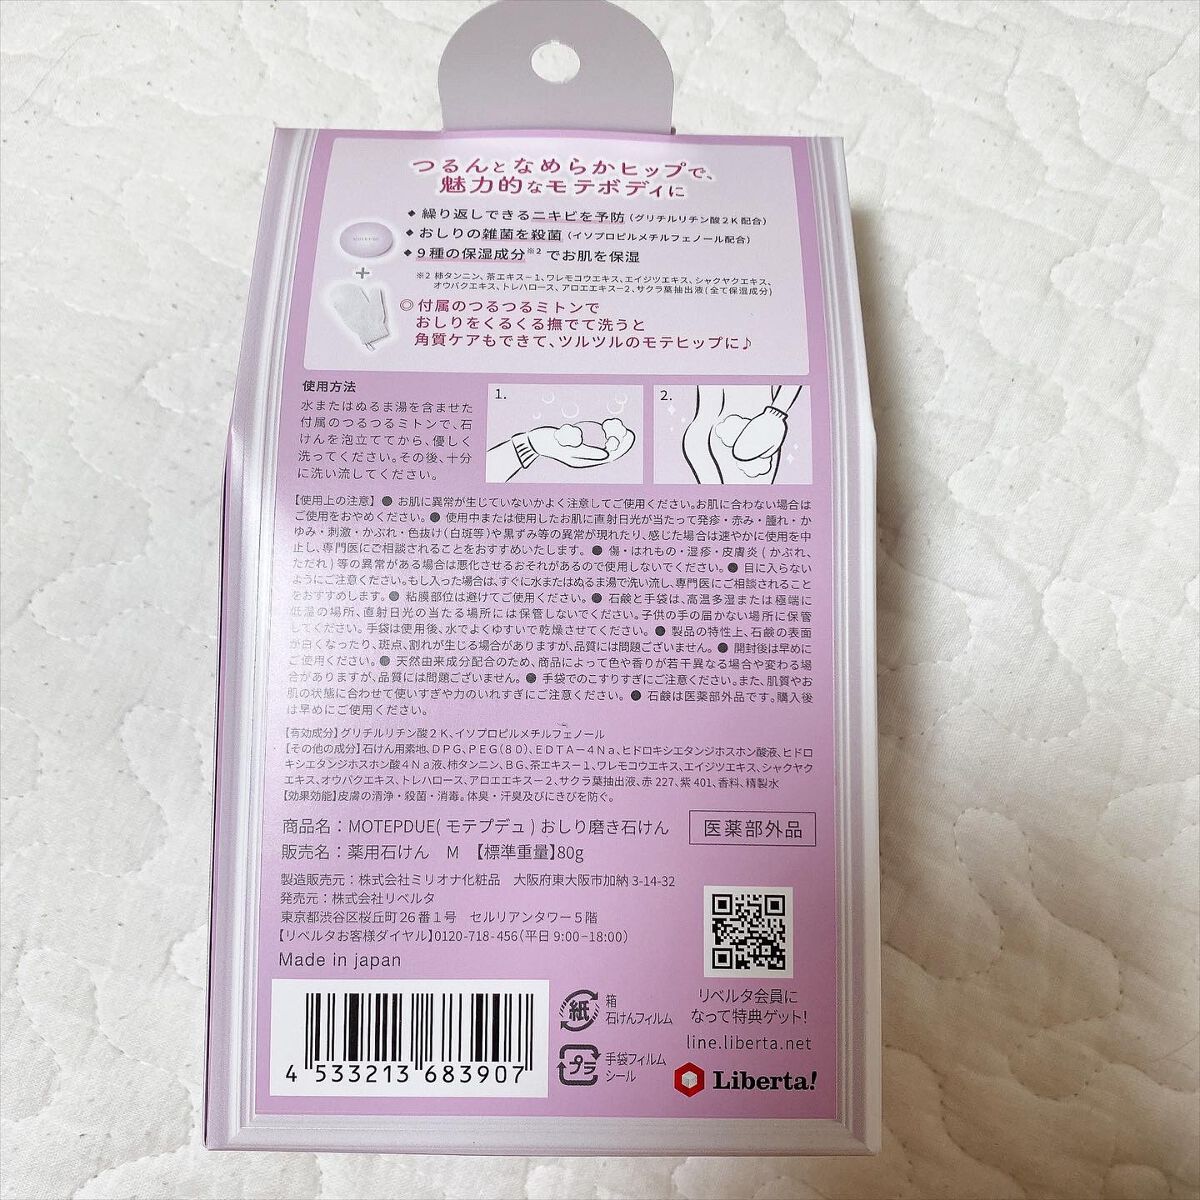 つるんとなめらかヒップで、
魅力的なモテボディに
◆ 繰り返しできるニキビを予防（グリチルリチン酸２K配合）
◆ おしりの雑菌を殺菌（イソプロピルメチルフェノール配合）
◆ 9種の保湿成分※2 でお肌を保湿
※2 柿タンニン、茶エキス－1、ワレモコウエキス、エイジツエキス、シャクヤクエキス、
オウバクエキス、トレハロース、アロエエキス－2、サクラ葉抽出液（全て保湿成分）
MOTEPDUE
+
◎付属のつるつるミトンで
おしりをくるくる撫でて洗うと
角質ケアもできて、ツルツルのモテヒップに♪
使用方法
水またはぬるま湯を含ませた
付属のつるつるミトンで、石
けんを泡立ててから、優しく
洗ってください。その後、十分
に洗い流してください。
1.
2.
【使用上の注意】● お肌に異常が生じていないかよく注意してご使用ください。お肌に合わない場合は
ご使用をおやめください。● 使用中または使用したお肌に直射日光が当たって発疹・赤み・腫れ・か
ゆみ・刺激・かぶれ・色抜け（白斑等）や黒ずみ等の異常が現れたり、感じた場合は速やかに使用を中
止し、専門医にご相談されることをおすすめいたします。● 傷・はれもの・湿疹・皮膚炎（かぶれ、
ただれ）等の異常がある場合は悪化させるおそれがあるので使用しないでください。● 目に入らない
ようにご注意ください。もし入った場合は、すぐに水またはぬるま湯で洗い流し、専門医にご相談されること
をおすすめします。● 粘膜部位は避けてご使用ください。● 石鹸と手袋は、高温多湿または極端に
低温の場所、直射日光の当たる場所には保管しないでください。子供の手の届かない場所に保管
してください。手袋は使用後、水でよくゆすいで乾燥させてください。● 製品の特性上、石鹸の表面
が白くなったり、斑点、割れが生じる場合がありますが、品質には問題ございません。● 開封後は早めに
ご使用ください。● 天然由来成分配合のため、商品によって色や香りが若干異なる場合や変わる場
合がありますが、品質には問題ございません。● 手袋でのこすりすぎにご注意ください。また、肌質やお
肌の状態に合わせて使いすぎや力のいれすぎにご注意ください。● 石鹸は医薬部外品です。購入後
は早めにご使用ください。
【有効成分】グリチルリチン酸２K、イソプロピルメチルフェノール
【その他の成分】石けん用素地、DPG、PEG(80)、EDTA－4Na、ヒドロキシエタンジホスホン酸液、ヒドロ
キシエタンジホスホン酸4Na液、柿タンニン、BG、茶エキス－1、ワレモコウエキス、エイジツエキス、シャクヤク
エキス、オウバクエキス、トレハロース、アロエエキス－2、サクラ葉抽出液、赤 227、紫 401、香料、精製水
【効果効能】皮膚の清浄・殺菌・消毒。体臭・汗臭及びにきびを防ぐ。
商品名：MOTEPDUE( モテプデュ ) おしり磨き石けん
医薬部外品
販売名：薬用石けん M 【標準重量】80g
製造販売元：株式会社ミリオナ化粧品 大阪府東大阪市加納 3-14-32
発売元：株式会社リベルタ
東京都渋谷区桜丘町26番1号 セルリアンタワー5階
【リベルタお客様ダイヤル】0120-718-456（平日 9:00-18:00）
Made in japan
4 533213 683907
紙
箱
石けんフィルム
プラ
手袋フィルム
シール
リベルタ会員に
なって特典ゲット!
line.liberta.net
Liberta!